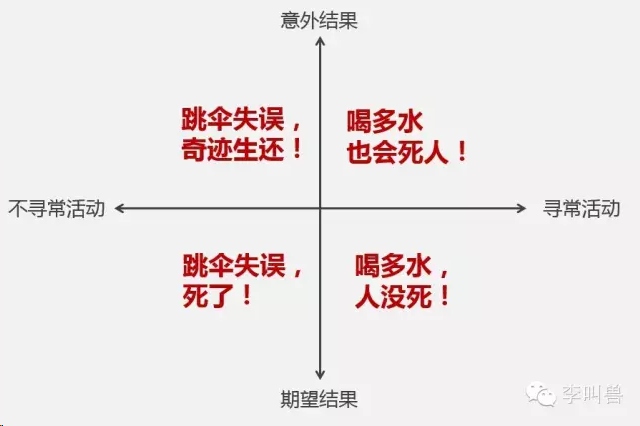 意外结果
跳伞失误，
奇迹生还！
喝多水
也会死人！
不寻常活动
寻常活动
跳伞失误，
死了！
喝多水，
人没死！
期望结果
李叫兽